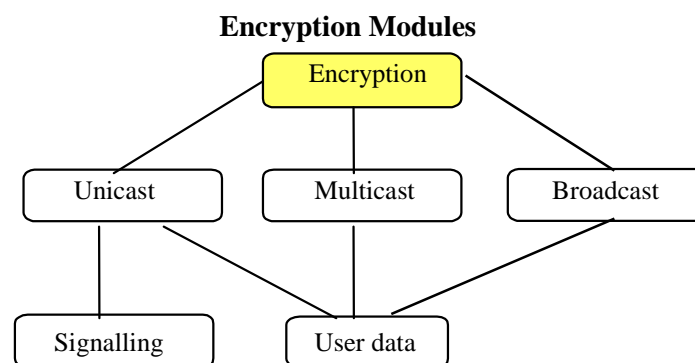 Encryption Modules
Encryption
Unicast
Multicast
Broadcast
Signalling
User data